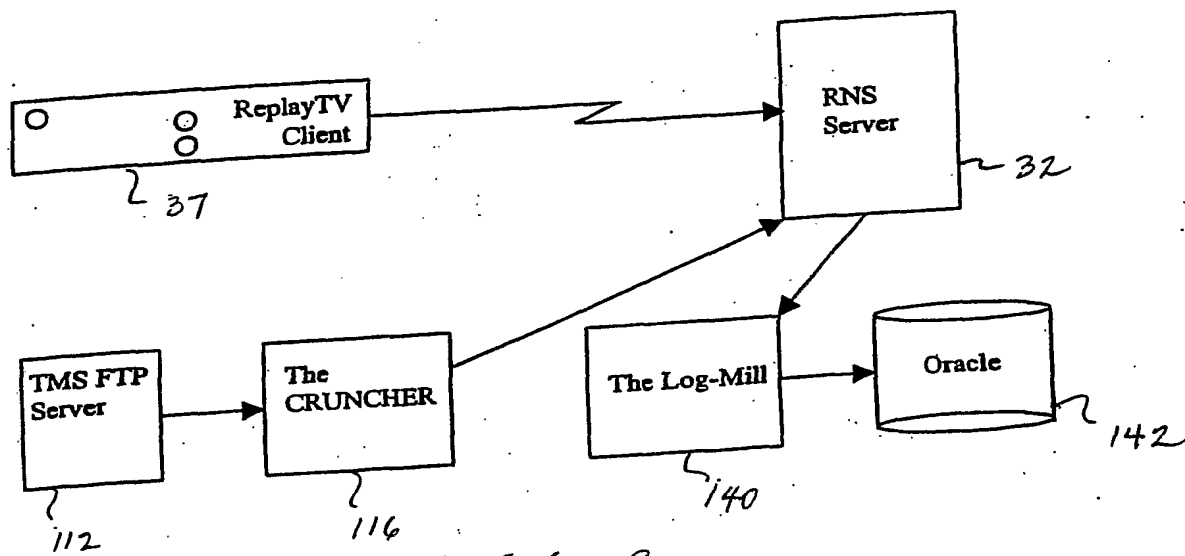 ReplayTV
Client
37
RNS
Server
32
TMS FTP
Server
112
The
CRUNCHER
116
The Log-Mill
140
Oracle
142